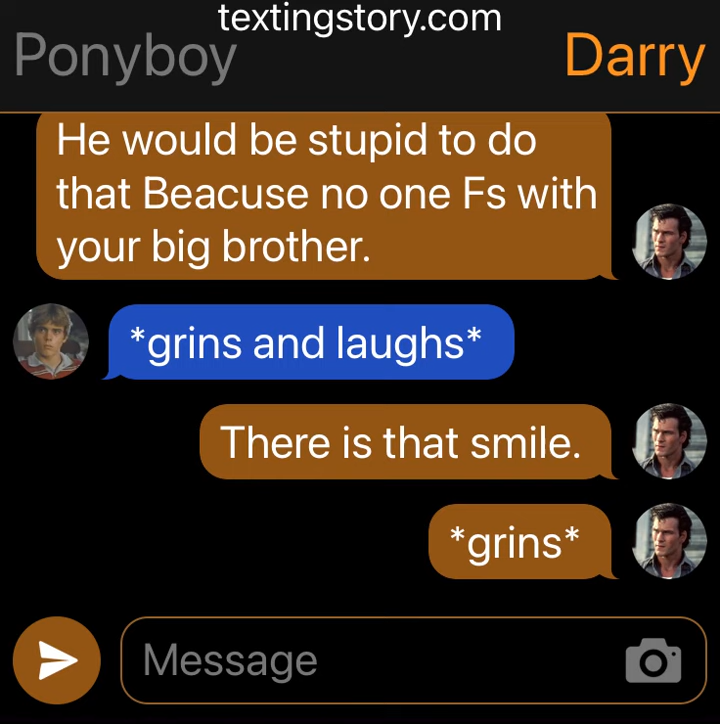 textingstory.com
Ponyboy
Darry
He would be stupid to do
that Beacuse no one Fs with
your big brother.
*grins and laughs*
There is that smile.
*grins*
Message